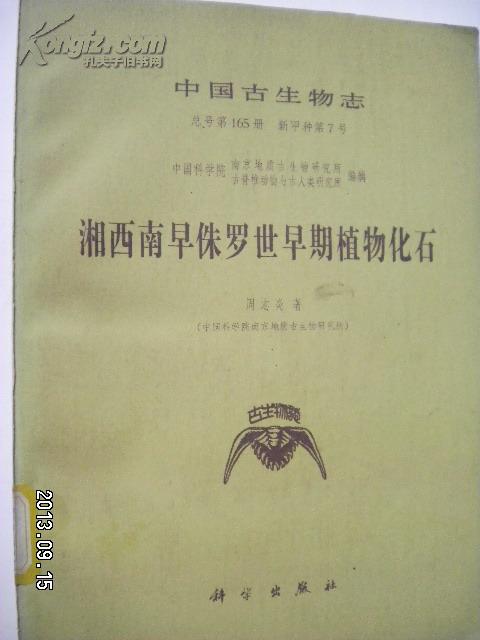 Kongfz.com
孔夫子旧书网
中国古生物志
总号第165册 新甲种第7号
中国科学院 南京地质古生物研究所 编辑
古脊椎动物与古人类研究所
湘西南早侏罗世早期植物化石
周志炎著
(中国科学院南京地质古生物研究所)
古生物志
科学出版社
2013.09.15